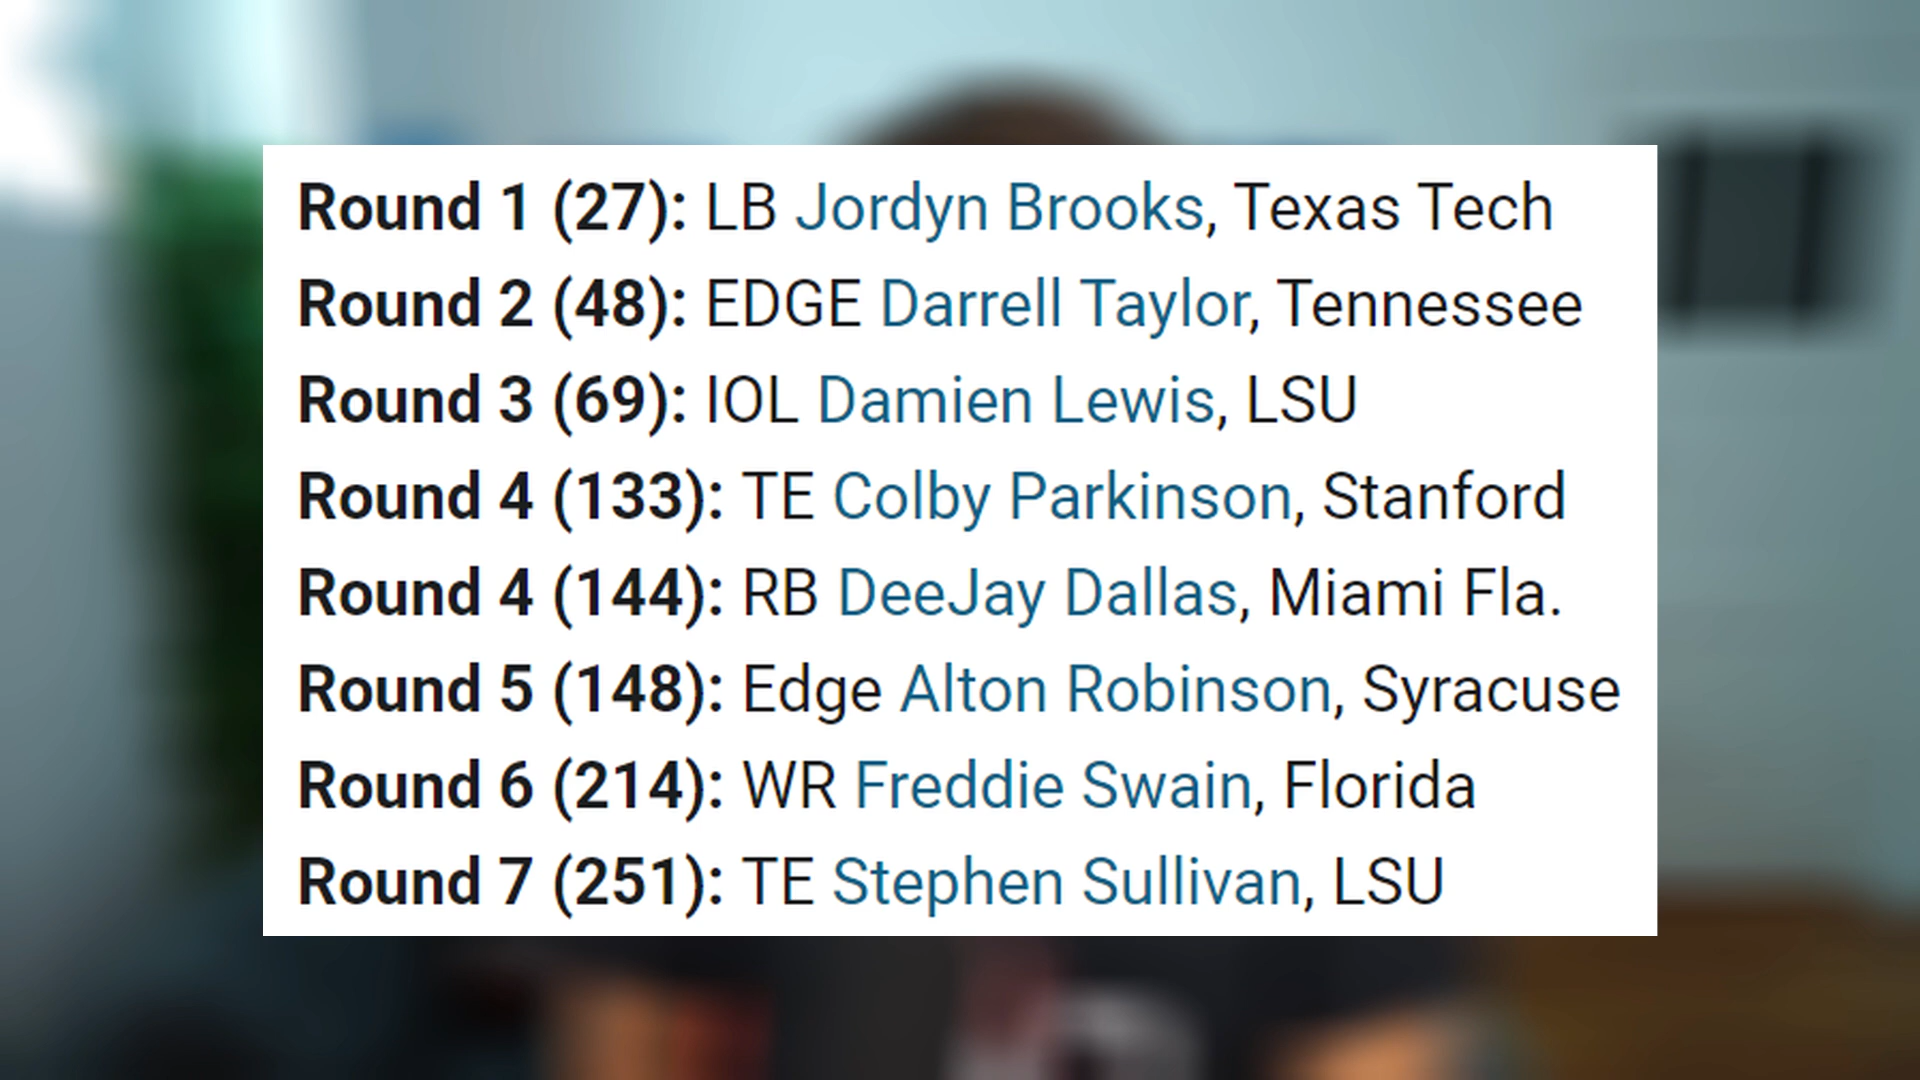 Round 1 (27): LB Jordyn Brooks, Texas Tech
Round 2 (48): EDGE Darrell Taylor, Tennessee
Round 3 (69): IOL Damien Lewis, LSU
Round 4 (133): TE Colby Parkinson, Stanford
Round 4 (144): RB DeeJay Dallas, Miami Fla.
Round 5 (148): Edge Alton Robinson, Syracuse
Round 6 (214): WR Freddie Swain, Florida
Round 7 (251): TE Stephen Sullivan, LSU